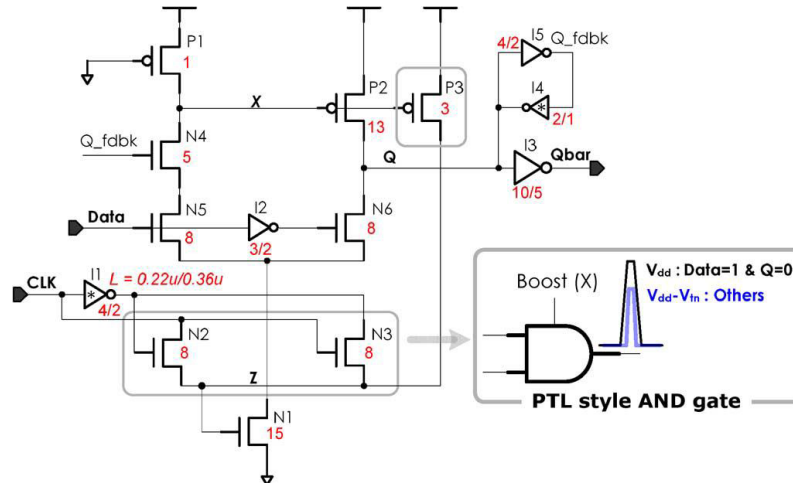 I5
4/2
Q_fdbk
P1
1
I4
P2
P3
3
2/1
X
13
N4
Q_fdbk
5
Q
I3
Qbar
10/5
N5
Data
8
I2
3/2
N6
8
CLK
I1
L = 0.22u/0.36u
4/2
Boost (X)
Vdd : Data=1 & Q=0
Vdd-Vtn : Others
N2
8
N3
8
Z
PTL style AND gate
N1
15